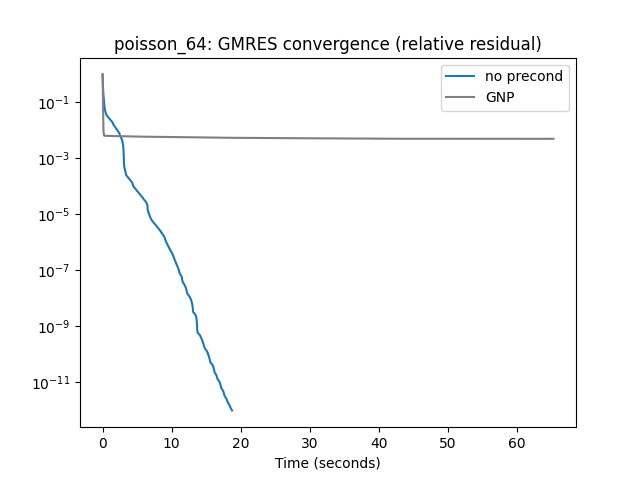 poisson_64: GMRES convergence (relative residual)
no precond
GNP
10⁻¹
10⁻³
10⁻⁵
10⁻⁷
10⁻⁹
10⁻¹¹
0 10 20 30 40 50 60
Time (seconds)